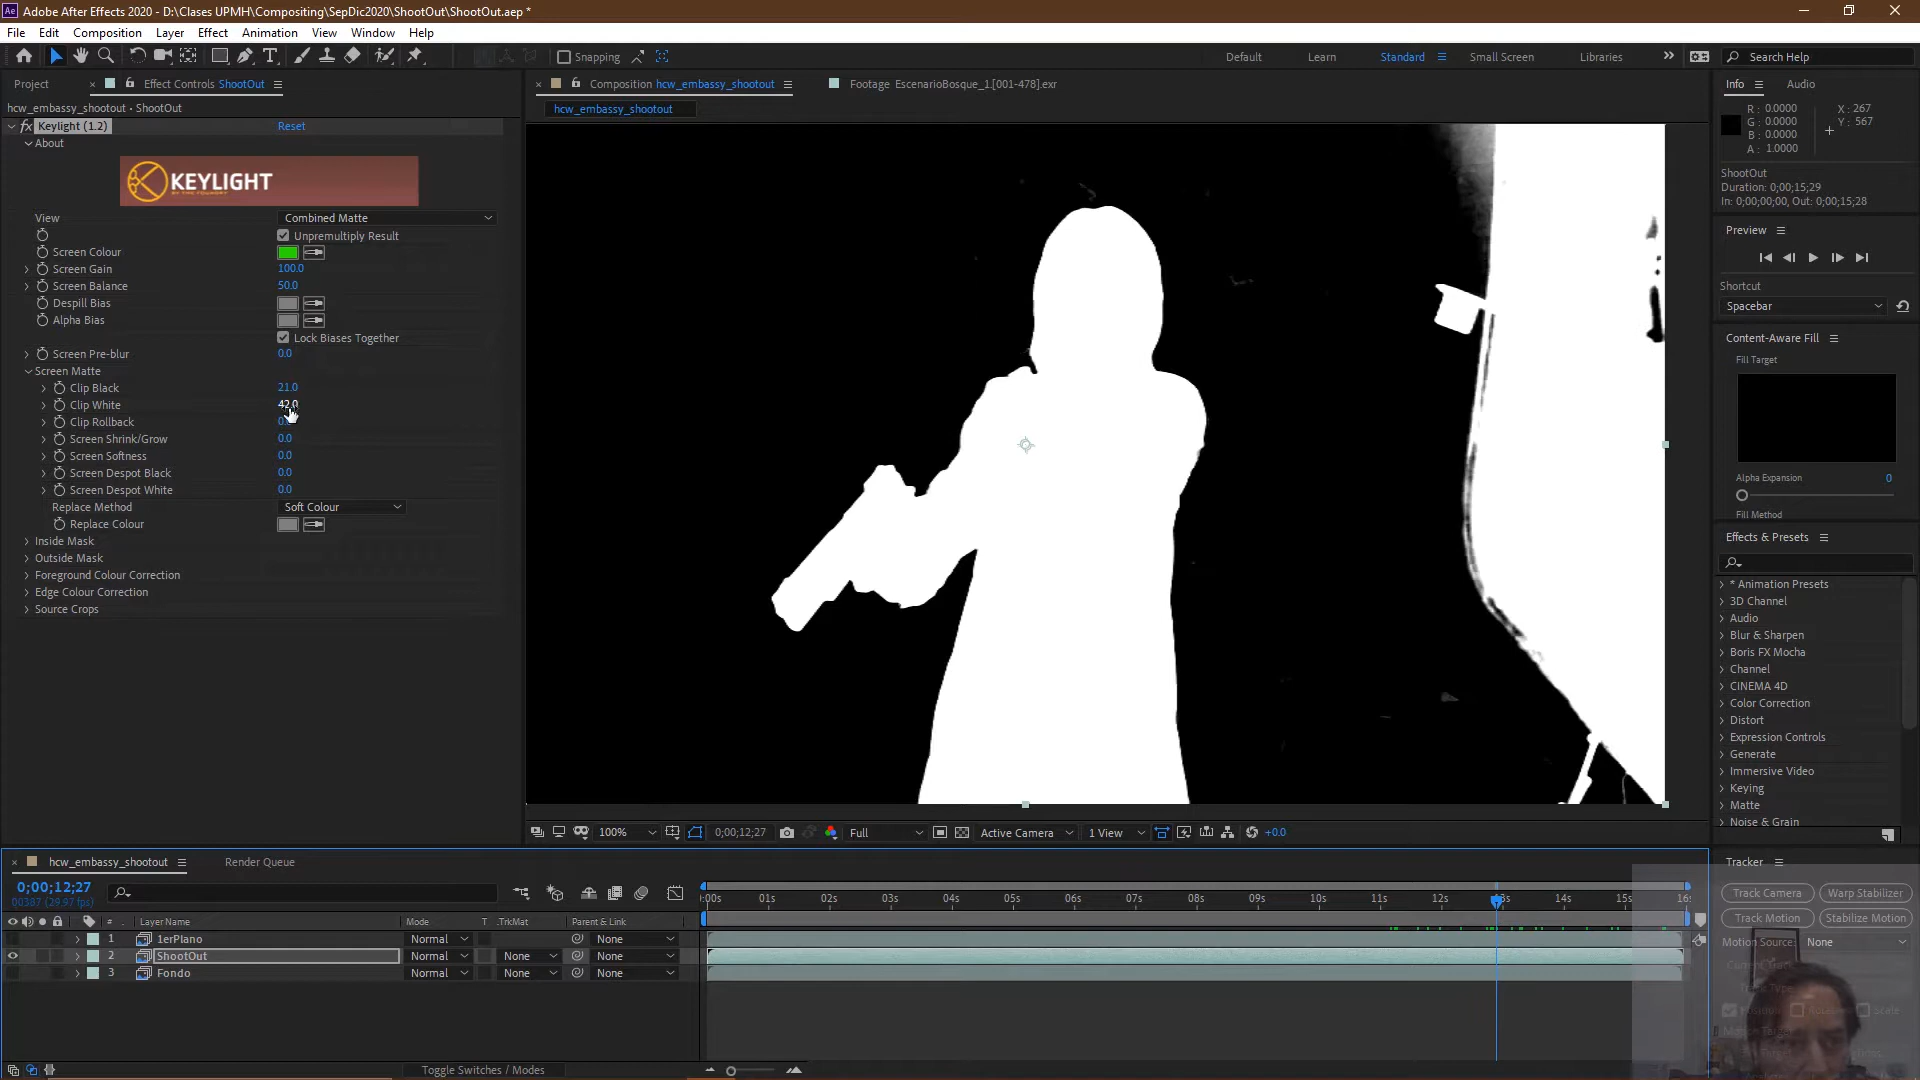 Adobe After Effects 2020 - D:\Clases UPMH\Compositing\SepDic2020\ShootOut\ShootOut.aep *
File Edit Composition Layer Effect Animation View Window Help
Snapping Default Learn Standard Small Screen Libraries Search Help
Project Effect Controls ShootOut
Composition hcw_embassy_shootout Footage EscenarioBosque_1.[001-478].exr
Info Audio
hcw_embassy_shootout • ShootOut
hcw_embassy_shootout
R: 0.0000 X: 267
G: 0.0000 Y: 567
B: 0.0000
A: 1.0000
ShootOut
Duration: 0;00;15;29
In: 0;00;00;00, Out: 0;00;15;28
Keylight (1.2) Reset
About
KEYLIGHT
View Combined Matte
Unpremultiply Result
Screen Colour
Screen Gain 100.0
Screen Balance 50.0
Despill Bias
Alpha Bias
Lock Biases Together
Screen Pre-blur 0.0
Screen Matte
Clip Black 21.0
Clip White 42.0
Clip Rollback
Screen Shrink/Grow 0.0
Screen Softness 0.0
Screen Despot Black 0.0
Screen Despot White 0.0
Replace Method Soft Colour
Replace Colour
Inside Mask
Outside Mask
Foreground Colour Correction
Edge Colour Correction
Source Crops
Preview
Shortcut
Spacebar
Content-Aware Fill
Fill Target
Alpha Expansion 0
Fill Method
Effects & Presets
* Animation Presets
3D Channel
Audio
Blur & Sharpen
Boris FX Mocha
Channel
CINEMA 4D
Color Correction
Distort
Expression Controls
Generate
Immersive Video
Keying
Matte
Noise & Grain
100% 0;00;12;27 Full Active Camera 1 View +0.0
hcw_embassy_shootout Render Queue
0;00;12;27
00387 (29.97 fps)
:00s 01s 02s 03s 04s 05s 06s 07s 08s 09s 10s 11s 12s 13s 14s 15s 16s
# Layer Name Mode T .TrkMat Parent & Link
1 1erPlano Normal None
2 ShootOut Normal None None
3 Fondo Normal None None
Toggle Switches / Modes
Tracker
Track Camera Warp Stabilizer
Track Motion Stabilize Motion
Motion Source: None
Scale